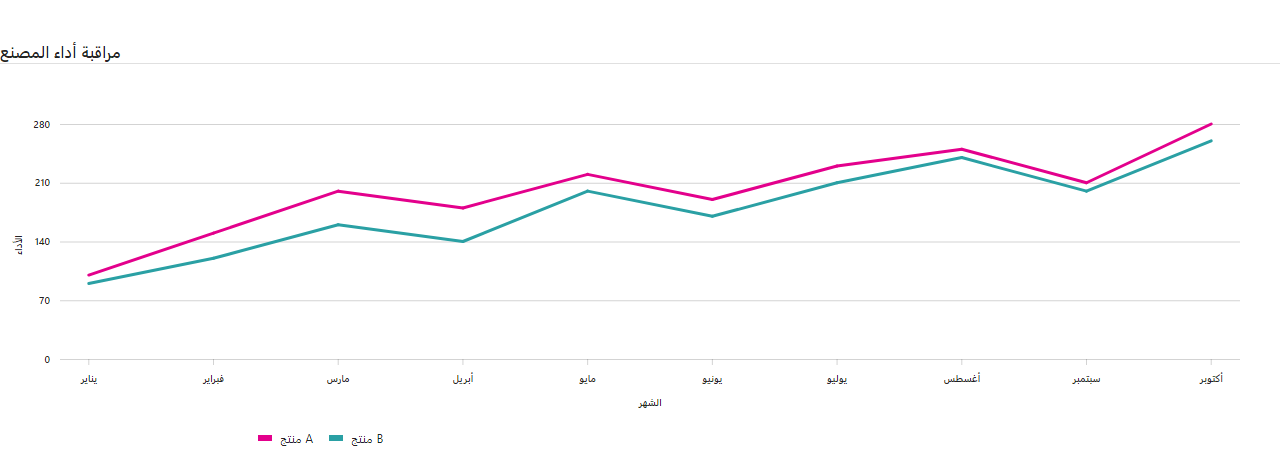 مراقبة أداء المصنع
280
210
140
70
0
الأداء
يناير فبراير مارس أبريل مايو يونيو يوليو أغسطس سبتمبر أكتوبر
الشهر
منتج A منتج B